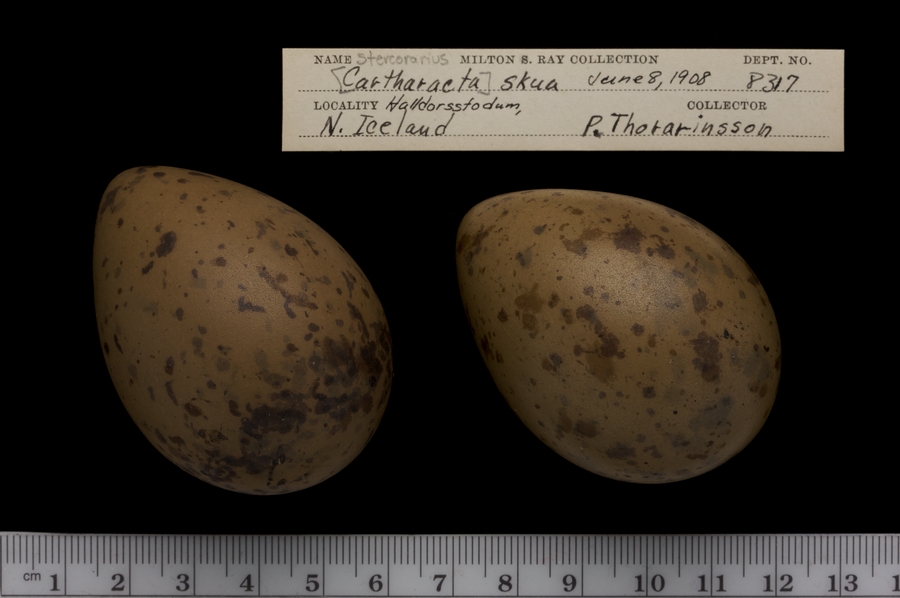 NAME Stercorarius MILTON S. RAY COLLECTION DEPT. NO.
[Cartharacta] skua June 8, 1908 8317
LOCALITY Halldorsstodum, COLLECTOR
N. Iceland P. Thorarinsson
cm 1 2 3 4 5 6 7 8 9 10 11 12 13 1